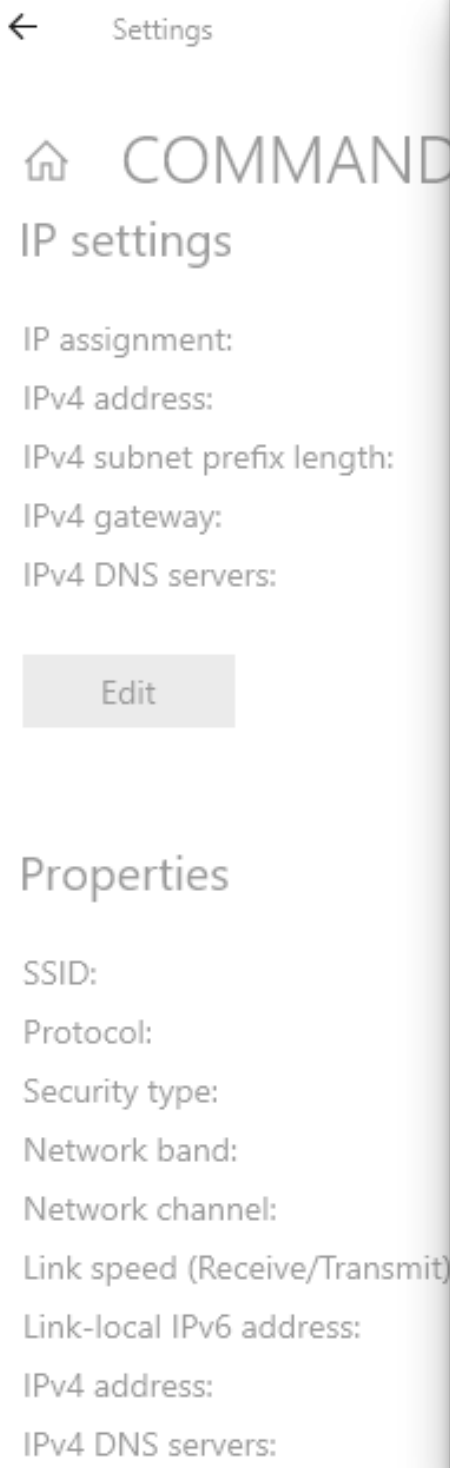 Settings
COMMAND
IP settings
IP assignment:
IPv4 address:
IPv4 subnet prefix length:
IPv4 gateway:
IPv4 DNS servers:
Edit
Properties
SSID:
Protocol:
Security type:
Network band:
Network channel:
Link speed (Receive/Transmit)
Link-local IPv6 address:
IPv4 address:
IPv4 DNS servers: